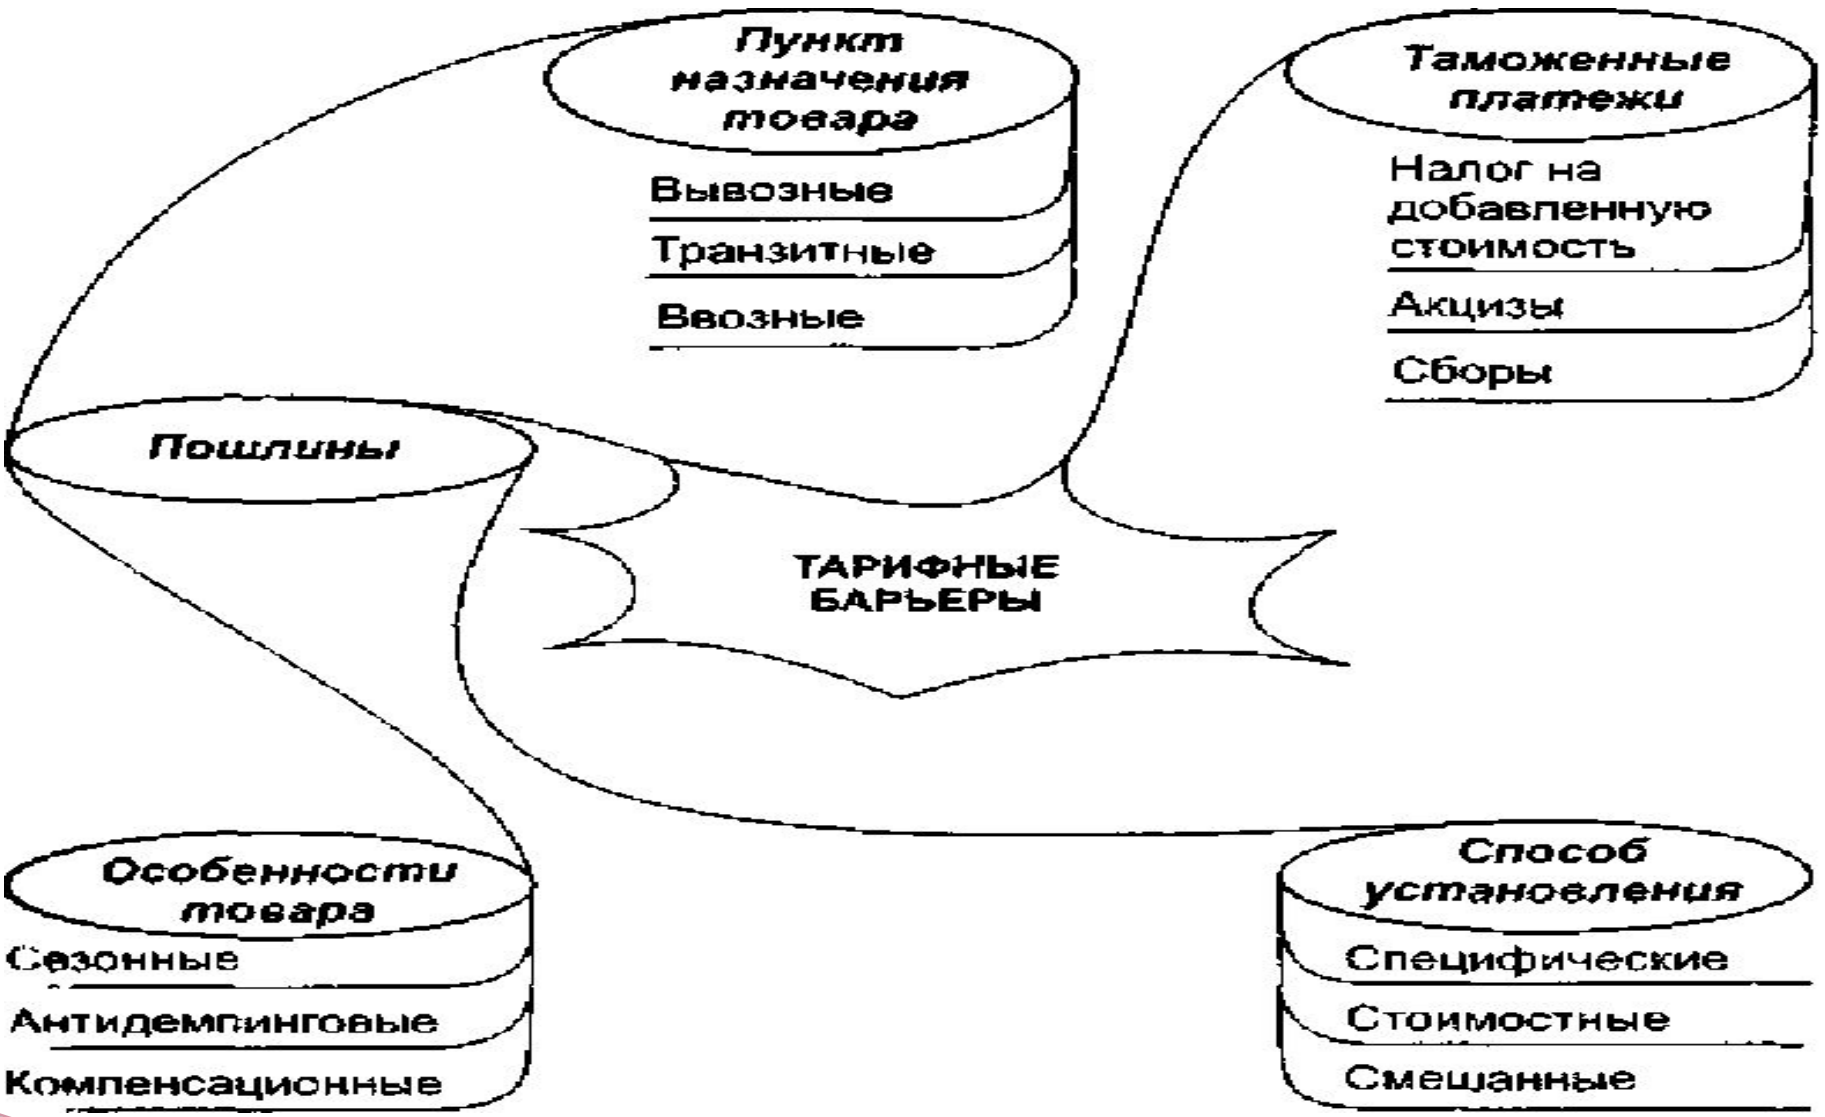 Пункт
назначения
товара
Вывозные
Транзитные
Ввозные
Таможенные
платежи
Налог на
добавленную
стоимость
Акцизы
Сборы
Пошлины
ТАРИФНЫЕ
БАРЬЕРЫ
Особенности
товара
Сезонные
Антидемпинговые
Компенсационные
Способ
установления
Специфические
Стоимостные
Смешанные